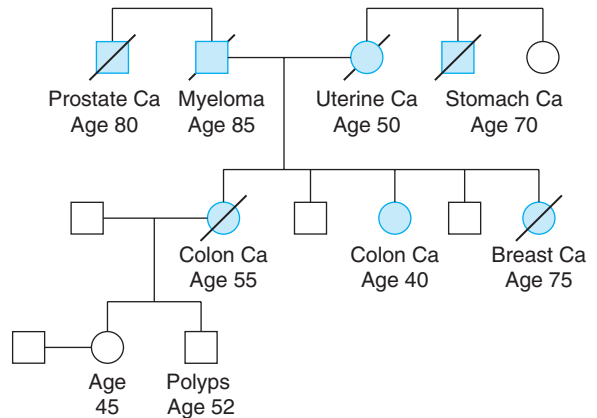 Prostate Ca
Age 80
Myeloma
Age 85
Uterine Ca
Age 50
Stomach Ca
Age 70
Colon Ca
Age 55
Colon Ca
Age 40
Breast Ca
Age 75
Age
45
Polyps
Age 52